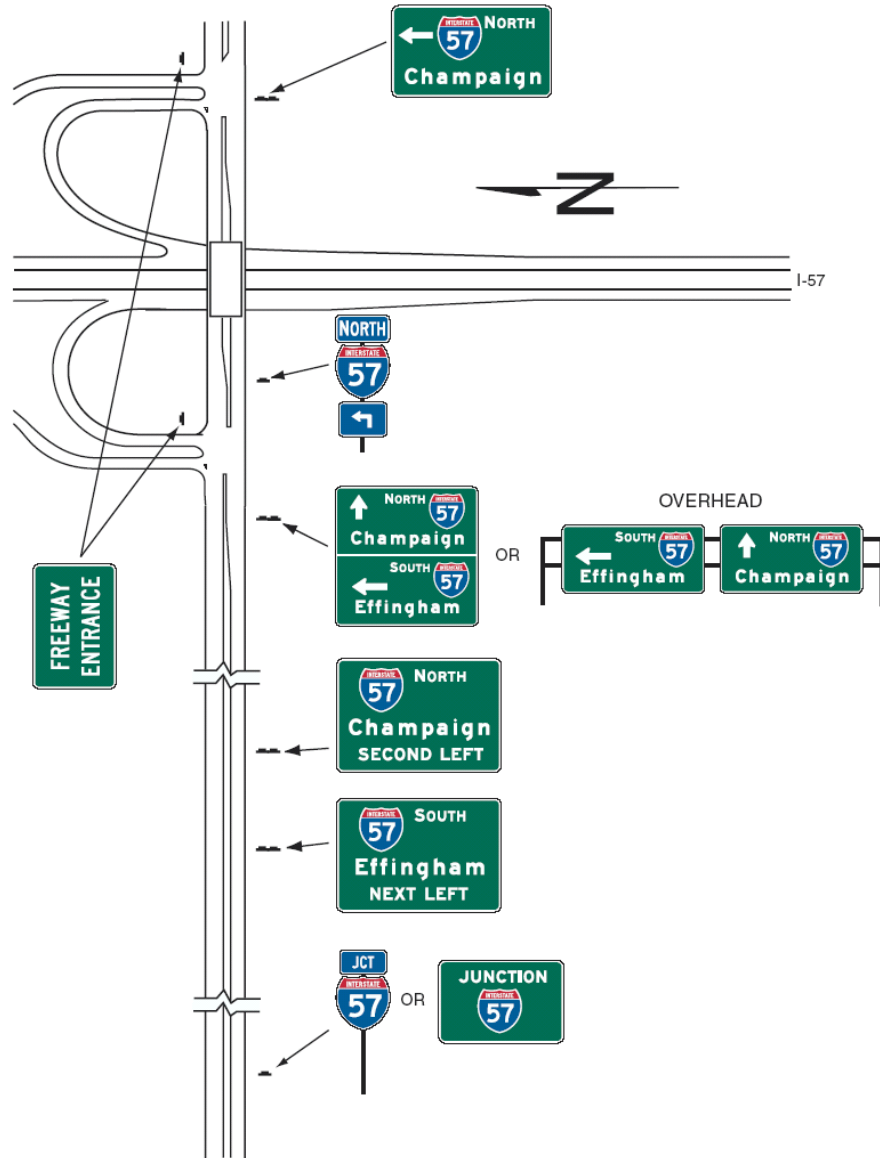 INTERSTATE
57 NORTH
Champaign
N
I-57
NORTH
INTERSTATE
57
NORTH INTERSTATE 57
Champaign
SOUTH INTERSTATE 57
Effingham
OR
OVERHEAD
SOUTH INTERSTATE 57
Effingham
NORTH INTERSTATE 57
Champaign
FREEWAY
ENTRANCE
INTERSTATE
57 NORTH
Champaign
SECOND LEFT
INTERSTATE
57 SOUTH
Effingham
NEXT LEFT
JCT
INTERSTATE
57
OR
JUNCTION
INTERSTATE
57